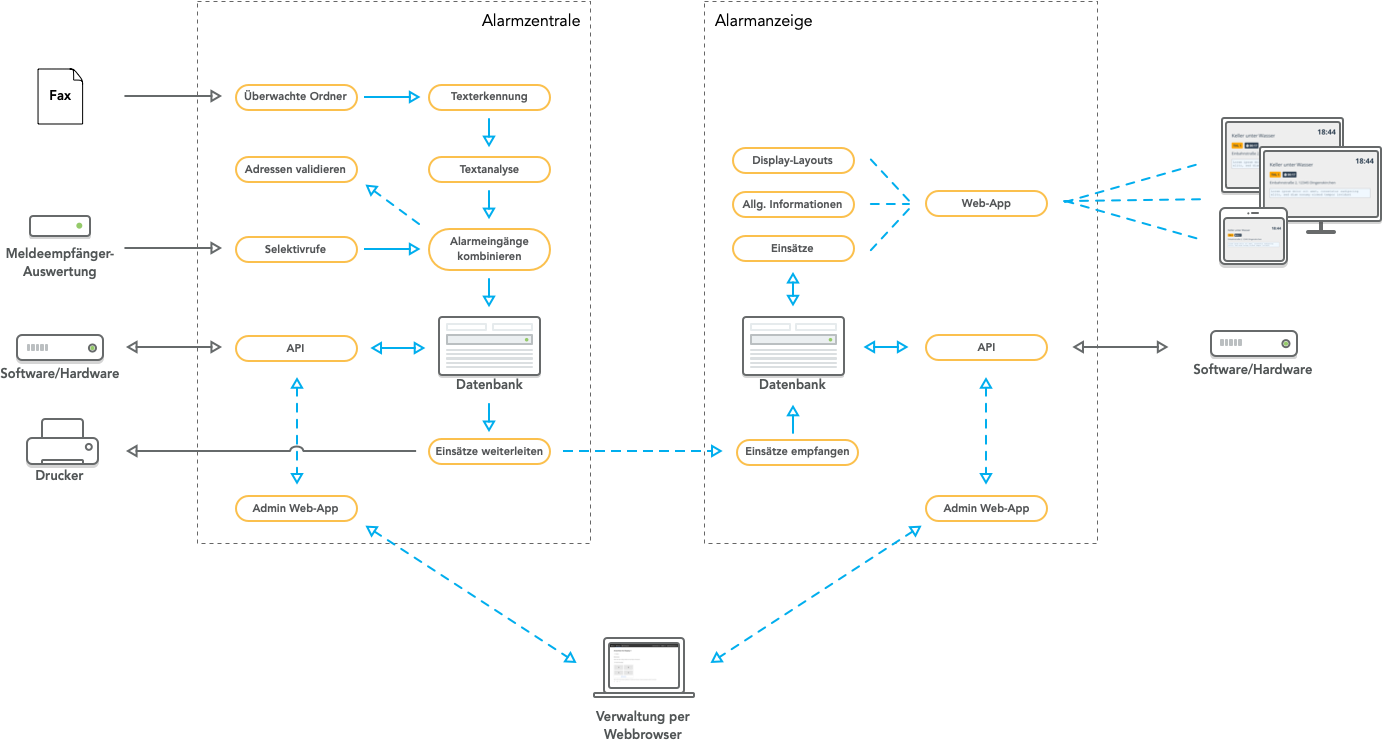 Alarmzentrale
Fax
Überwachte Ordner
Texterkennung
Adressen validieren
Textanalyse
Meldeempfänger-
Auswertung
Selektivrufe
Alarmeingänge
kombinieren
Software/Hardware
API
Datenbank
Drucker
Einsätze weiterleiten
Admin Web-App
Alarmanzeige
Display-Layouts
Allg. Informationen
Einsätze
Web-App
Keller unter Wasser
18:44
Keller unter Wasser
18:44
18:44
Datenbank
API
Software/Hardware
Einsätze empfangen
Admin Web-App
Verwaltung per
Webbrowser